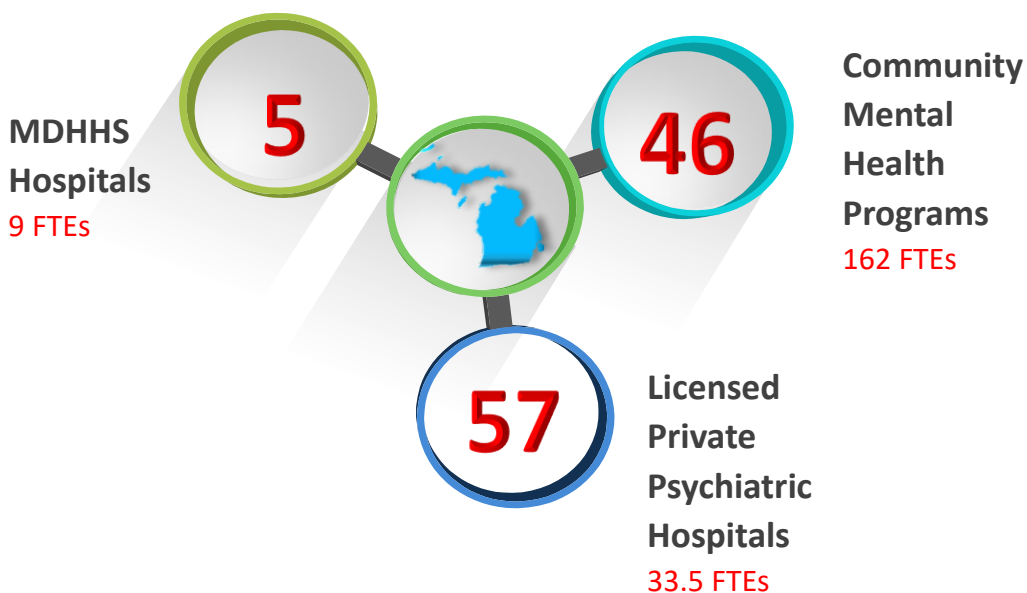 MDHHS
Hospitals
9 FTEs
5
46
Community
Mental
Health
Programs
162 FTEs
57
Licensed
Private
Psychiatric
Hospitals
33.5 FTEs